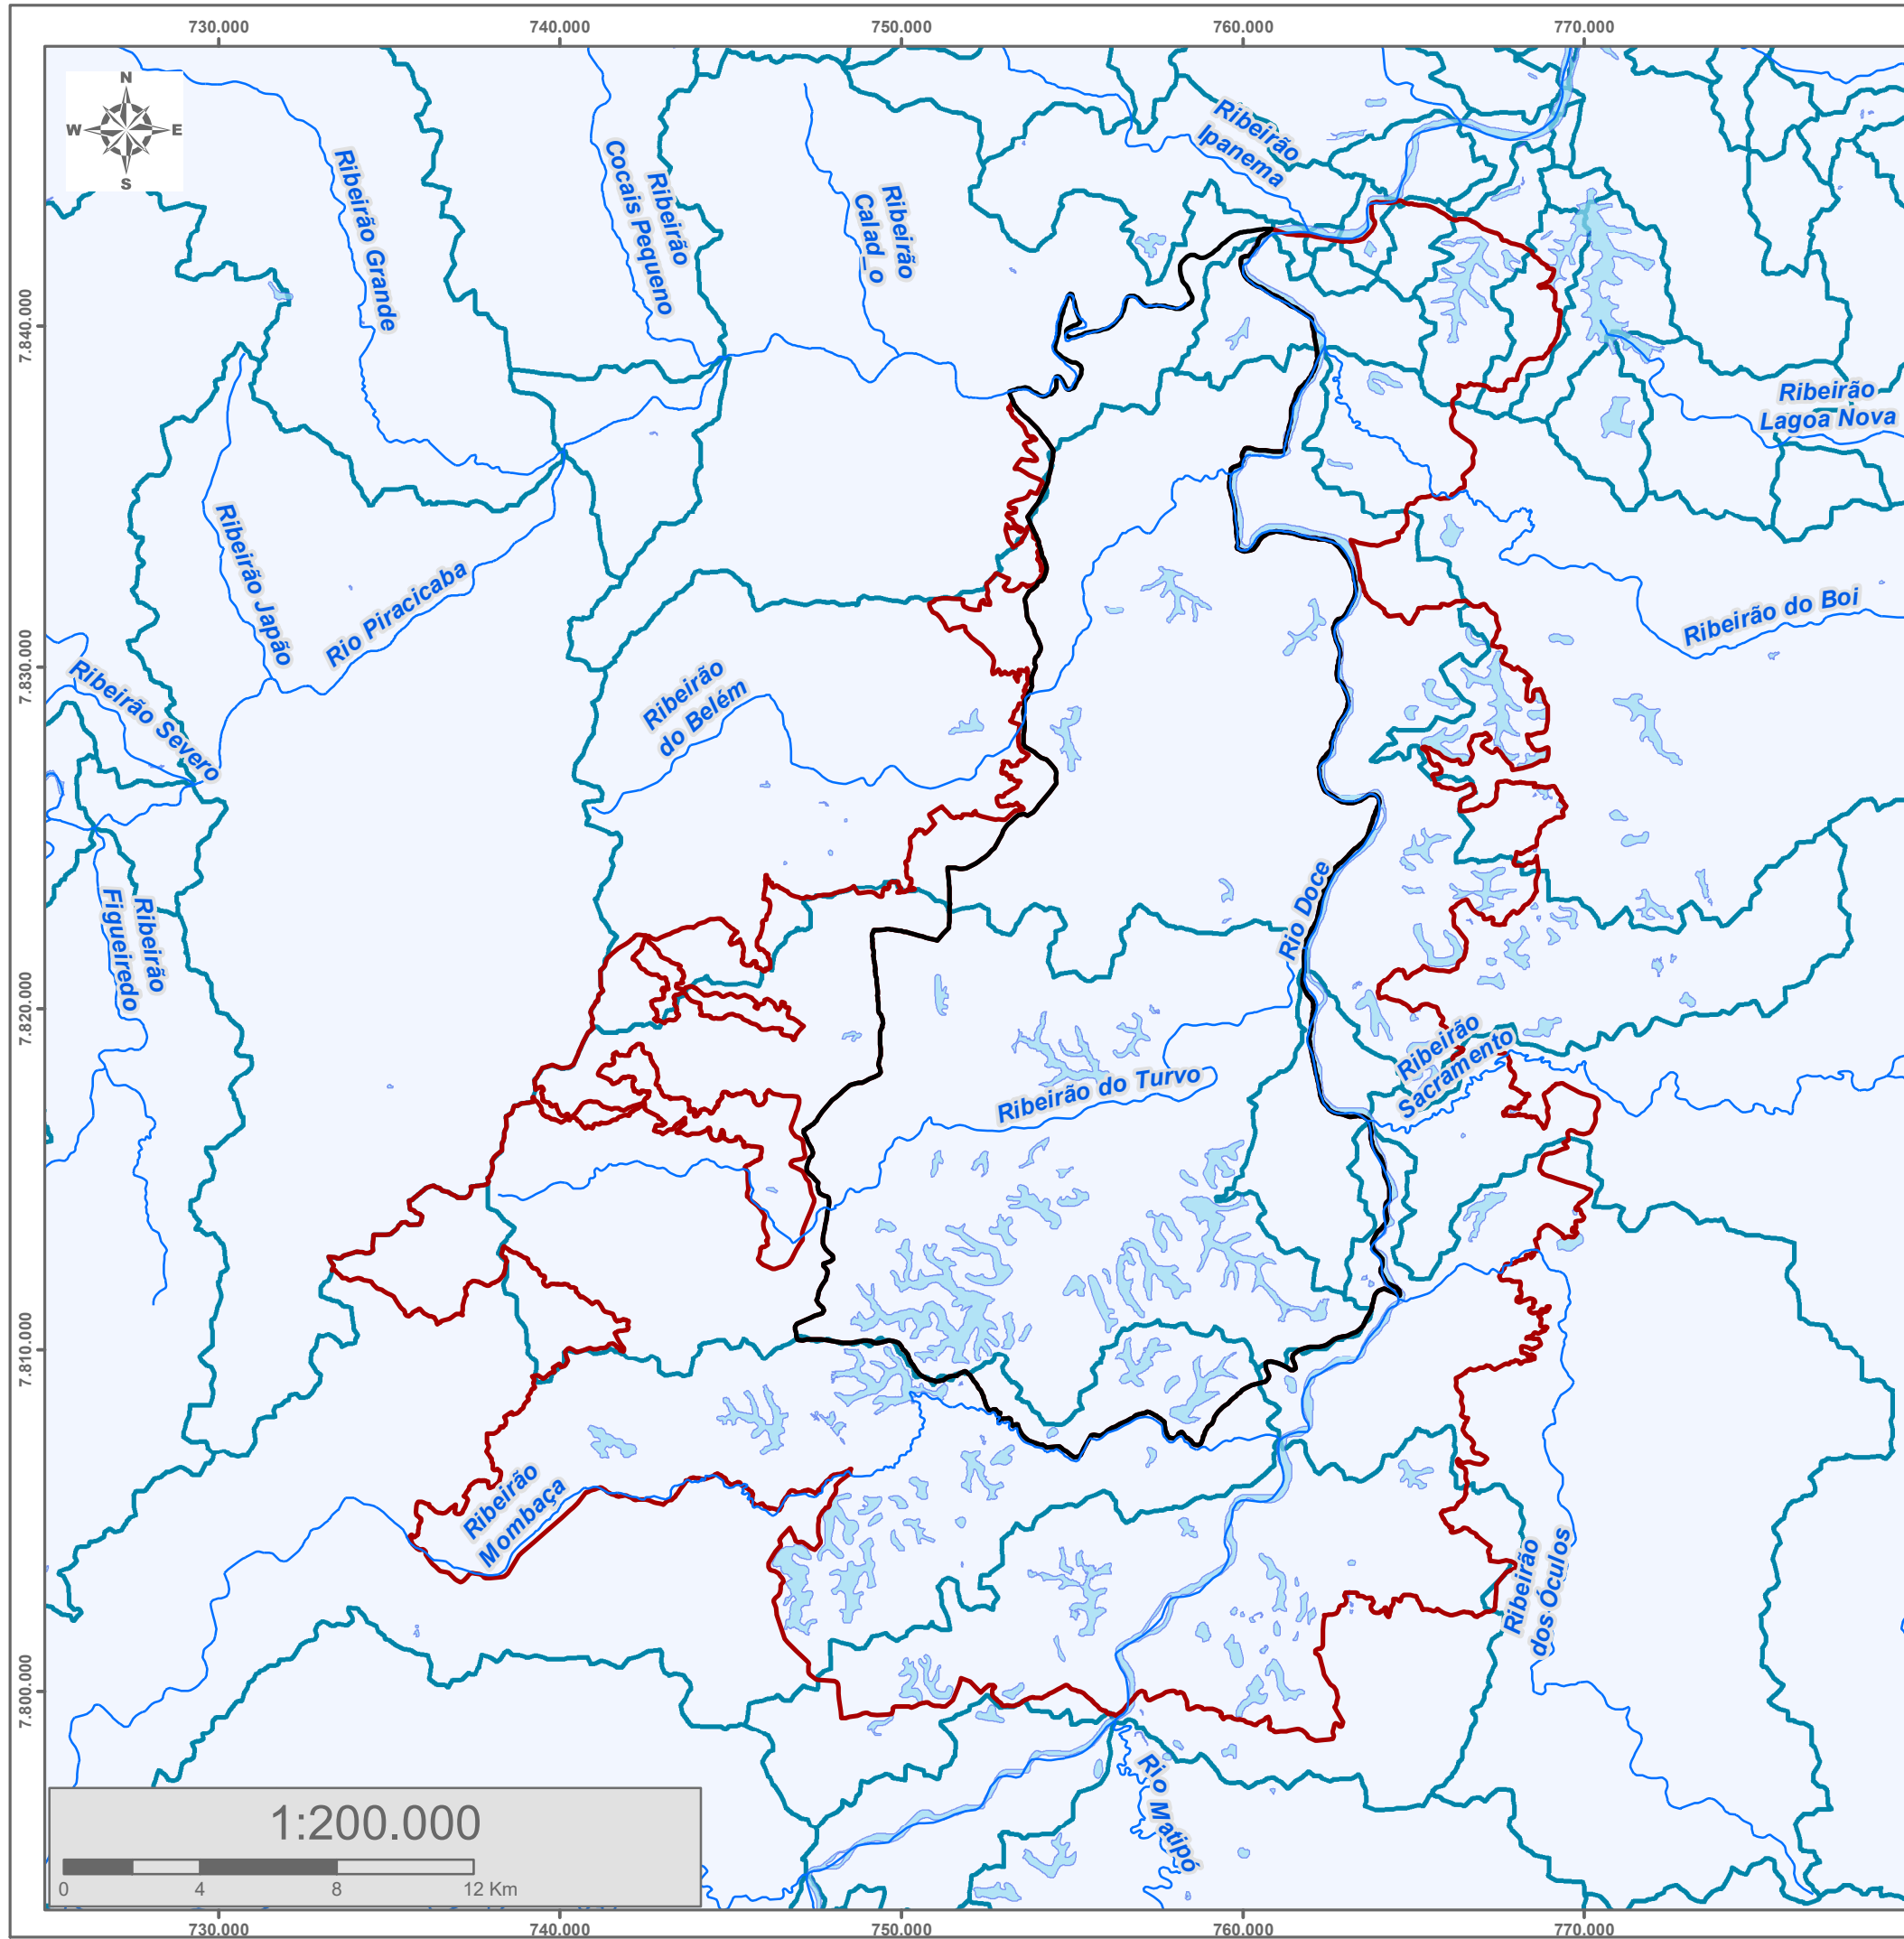 730.000
740.000
750.000
760.000
770.000
N
W
E
S
Ribeirão
Ipanema
Ribeirão Grande
Ribeirão
Cocais Pequeno
Ribeirão
Calad_o
7.840.000
Ribeirão
Lagoa Nova
Ribeirão Japão
Rio Piracicaba
Ribeirão do Boi
7.830.000
Ribeirão Severo
Ribeirão
do Belém
Ribeirão
Figueiredo
Rio Doce
7.820.000
Ribeirão
Sacramento
Ribeirão do Turvo
7.810.000
Ribeirão
Mombaça
Ribeirão
dos Óculos
7.800.000
Rio Matipó
1:200.000
0
4
8
12 Km
730.000
740.000
750.000
760.000
770.000